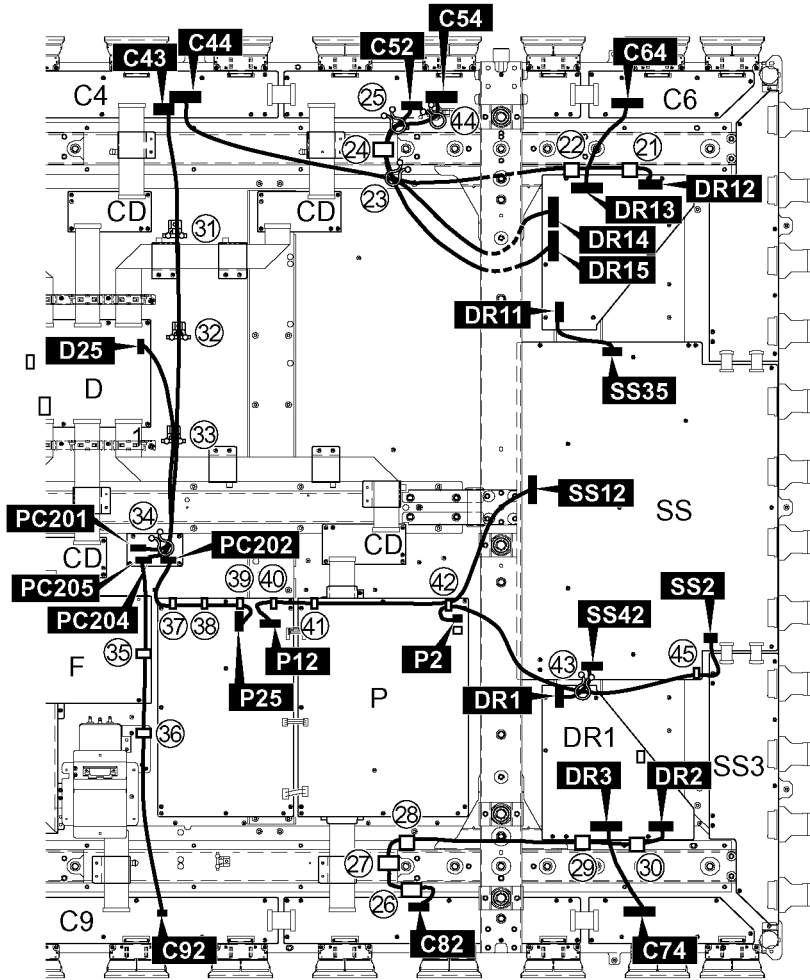 C54
C43
C44
C52
C64
C4
25
C6
44
24
22
21
23
DR12
CD
CD
DR13
31
DR14
DR15
DR11
32
D25
SS35
D
1
33
SS12
SS
PC201
34
CD
PC202
CD
PC205
39
40
42
SS2
PC204
37
38
41
SS42
35
F
P12
P2
43
45
P25
P
DR1
36
DR1
SS3
DR3
DR2
28
27
29
30
26
C9
C92
C82
C74